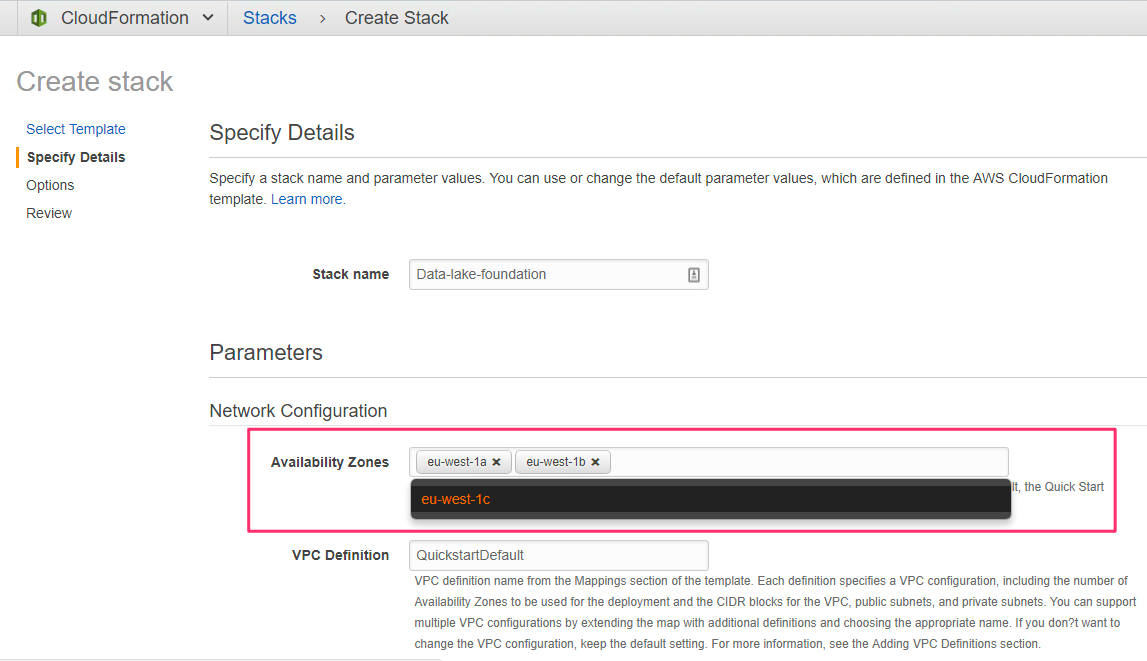 CloudFormation Stacks > Create Stack
Create stack
Select Template
Specify Details
Options
Review
Specify Details
Specify a stack name and parameter values. You can use or change the default parameter values, which are defined in the AWS CloudFormation
template. Learn more.
Stack name Data-lake-foundation
Parameters
Network Configuration
Availability Zones eu-west-1a × eu-west-1b ×
eu-west-1c
the Quick Start
VPC Definition QuickstartDefault
VPC definition name from the Mappings section of the template. Each definition specifies a VPC configuration, including the number of
Availability Zones to be used for the deployment and the CIDR blocks for the VPC, public subnets, and private subnets. You can support
multiple VPC configurations by extending the map with additional definitions and choosing the appropriate name. If you don?t want to
change the VPC configuration, keep the default setting. For more information, see the Adding VPC Definitions section.